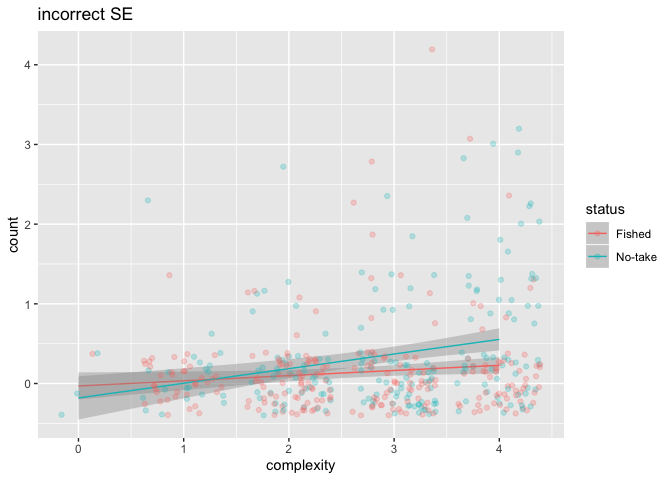 incorrect SE
4
3
2
1
0
count
0 1 2 3 4
complexity
status
Fished
No-take